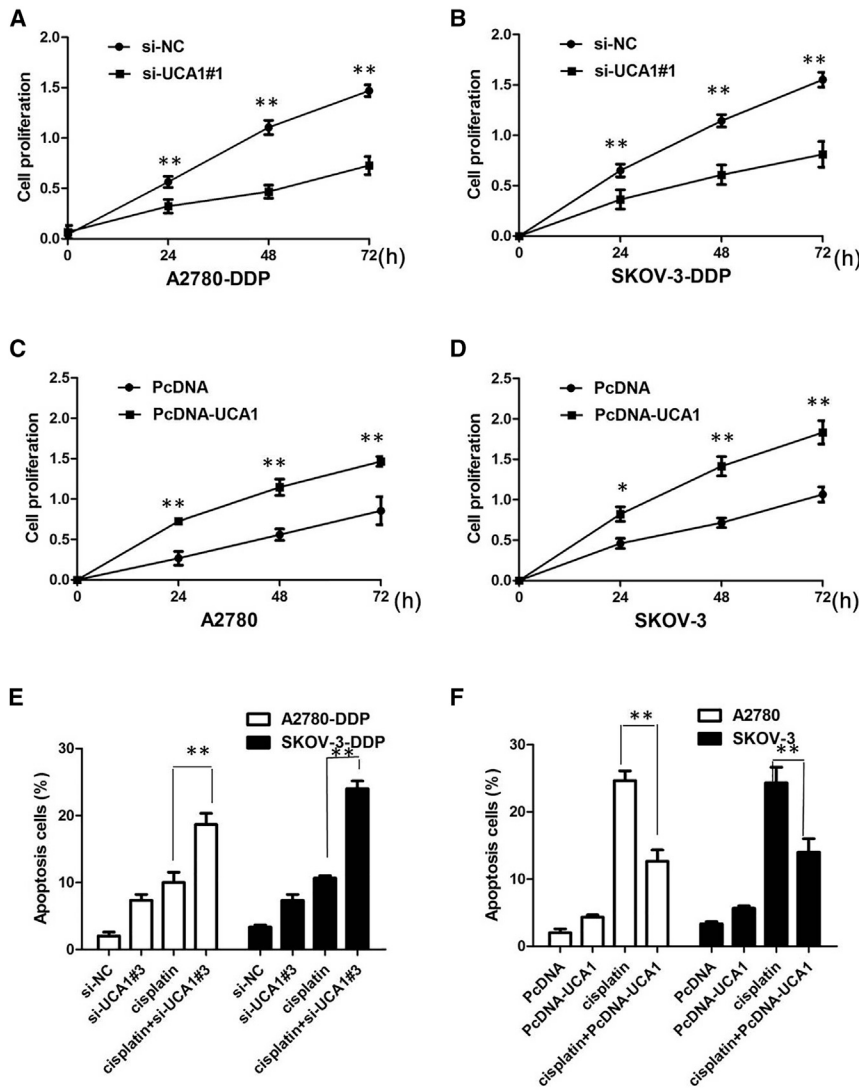 A
si-NC
si-UCA1#1
** ** **
Cell proliferation
2.0
1.5
1.0
0.5
0.0
0 24 48 72 (h)
A2780-DDP
B
si-NC
si-UCA1#1
** ** **
Cell proliferation
2.0
1.5
1.0
0.5
0.0
0 24 48 72 (h)
SKOV-3-DDP
C
PcDNA
PcDNA-UCA1
** ** **
Cell proliferation
2.5
2.0
1.5
1.0
0.5
0.0
0 24 48 72 (h)
A2780
D
PcDNA
PcDNA-UCA1
* ** **
Cell proliferation
2.5
2.0
1.5
1.0
0.5
0.0
0 24 48 72 (h)
SKOV-3
E
A2780-DDP
SKOV-3-DDP
** **
Apoptosis cells (%)
30
20
10
0
si-NC
si-UCA1#3
cisplatin
cisplatin+si-UCA1#3
si-NC
si-UCA1#3
cisplatin
cisplatin+si-UCA1#3
F
A2780
SKOV-3
** **
Apoptosis cells (%)
30
20
10
0
PcDNA
PcDNA-UCA1
cisplatin
cisplatin+PcDNA-UCA1
PcDNA
PcDNA-UCA1
cisplatin
cisplatin+PcDNA-UCA1